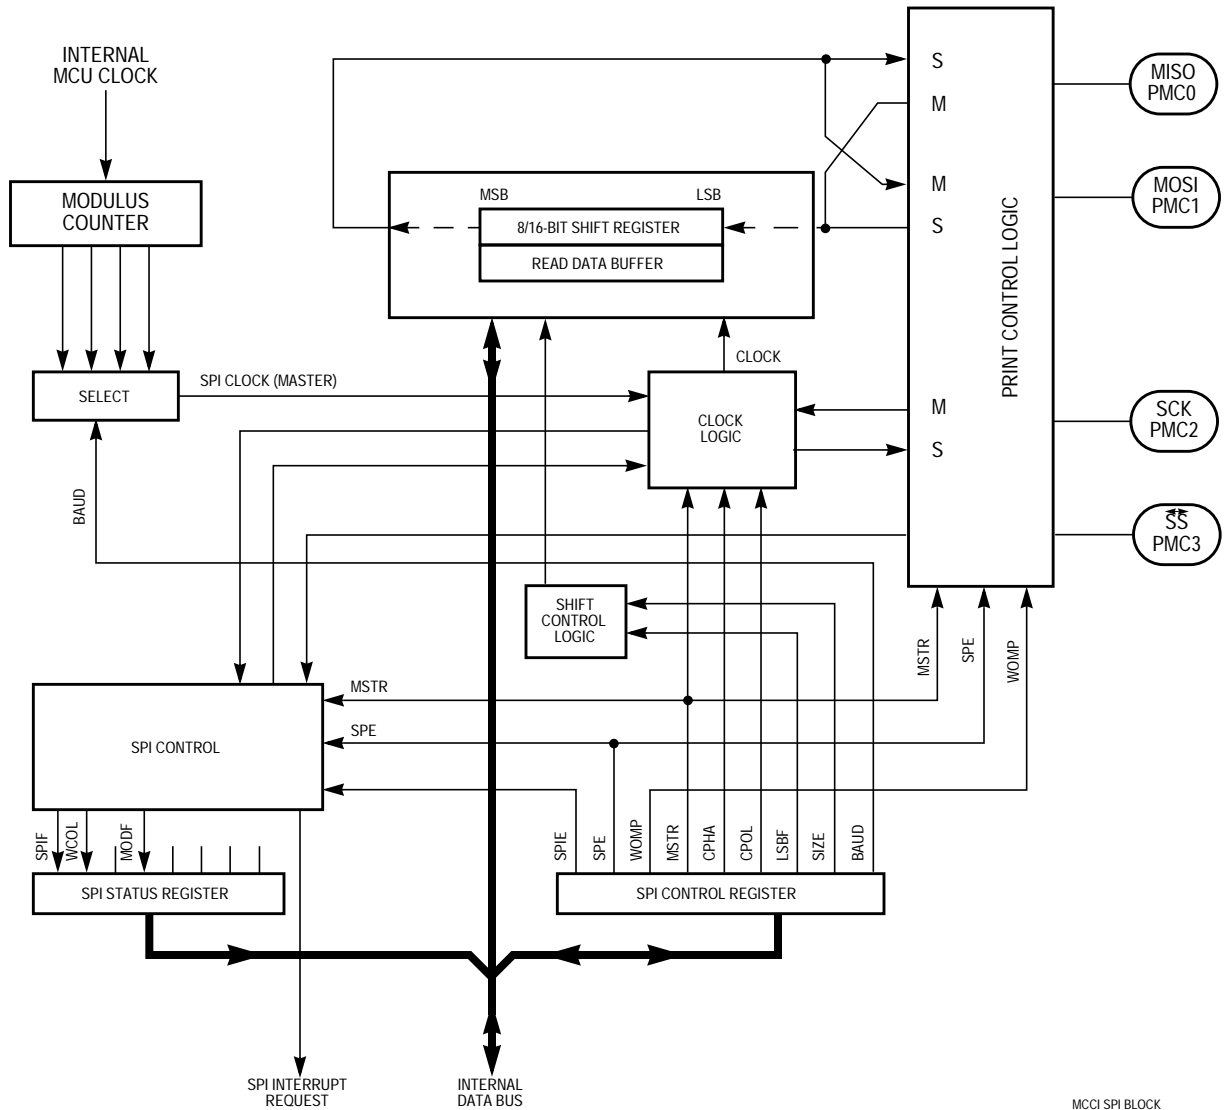 INTERNAL
MCU CLOCK
MODULUS
COUNTER
SELECT
SPI CLOCK (MASTER)
BAUD
MSB
LSB
8/16-BIT SHIFT REGISTER
READ DATA BUFFER
CLOCK
CLOCK
LOGIC
SHIFT
CONTROL
LOGIC
S
M
M
S
M
S
PRINT CONTROL LOGIC
MISO
PMC0
MOSI
PMC1
SCK
PMC2
SS
PMC3
MSTR
SPE
WOMP
MSTR
SPE
SPI CONTROL
SPIF
WCOL
MODF
SPI STATUS REGISTER
SPIE
SPE
WOMP
MSTR
CPHA
CPOL
LSBF
SIZE
BAUD
SPI CONTROL REGISTER
SPI INTERRUPT
REQUEST
INTERNAL
DATA BUS
MCCI SPI BLOCK